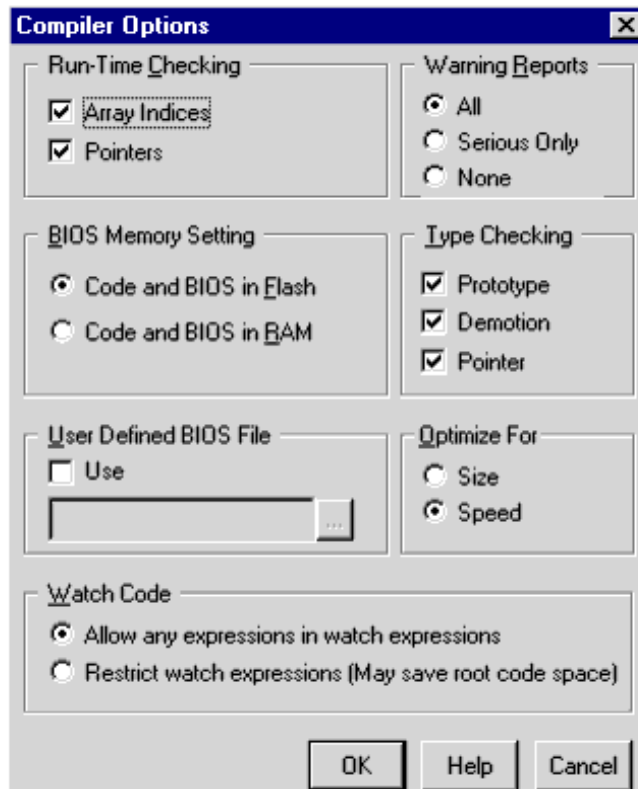 Compiler Options
Run-Time Checking
Array Indices
Pointers
Warning Reports
All
Serious Only
None
BIOS Memory Setting
Code and BIOS in Flash
Code and BIOS in RAM
Type Checking
Prototype
Demotion
Pointer
User Defined BIOS File
Use
...
Optimize For
Size
Speed
Watch Code
Allow any expressions in watch expressions
Restrict watch expressions (May save root code space)
OK Help Cancel